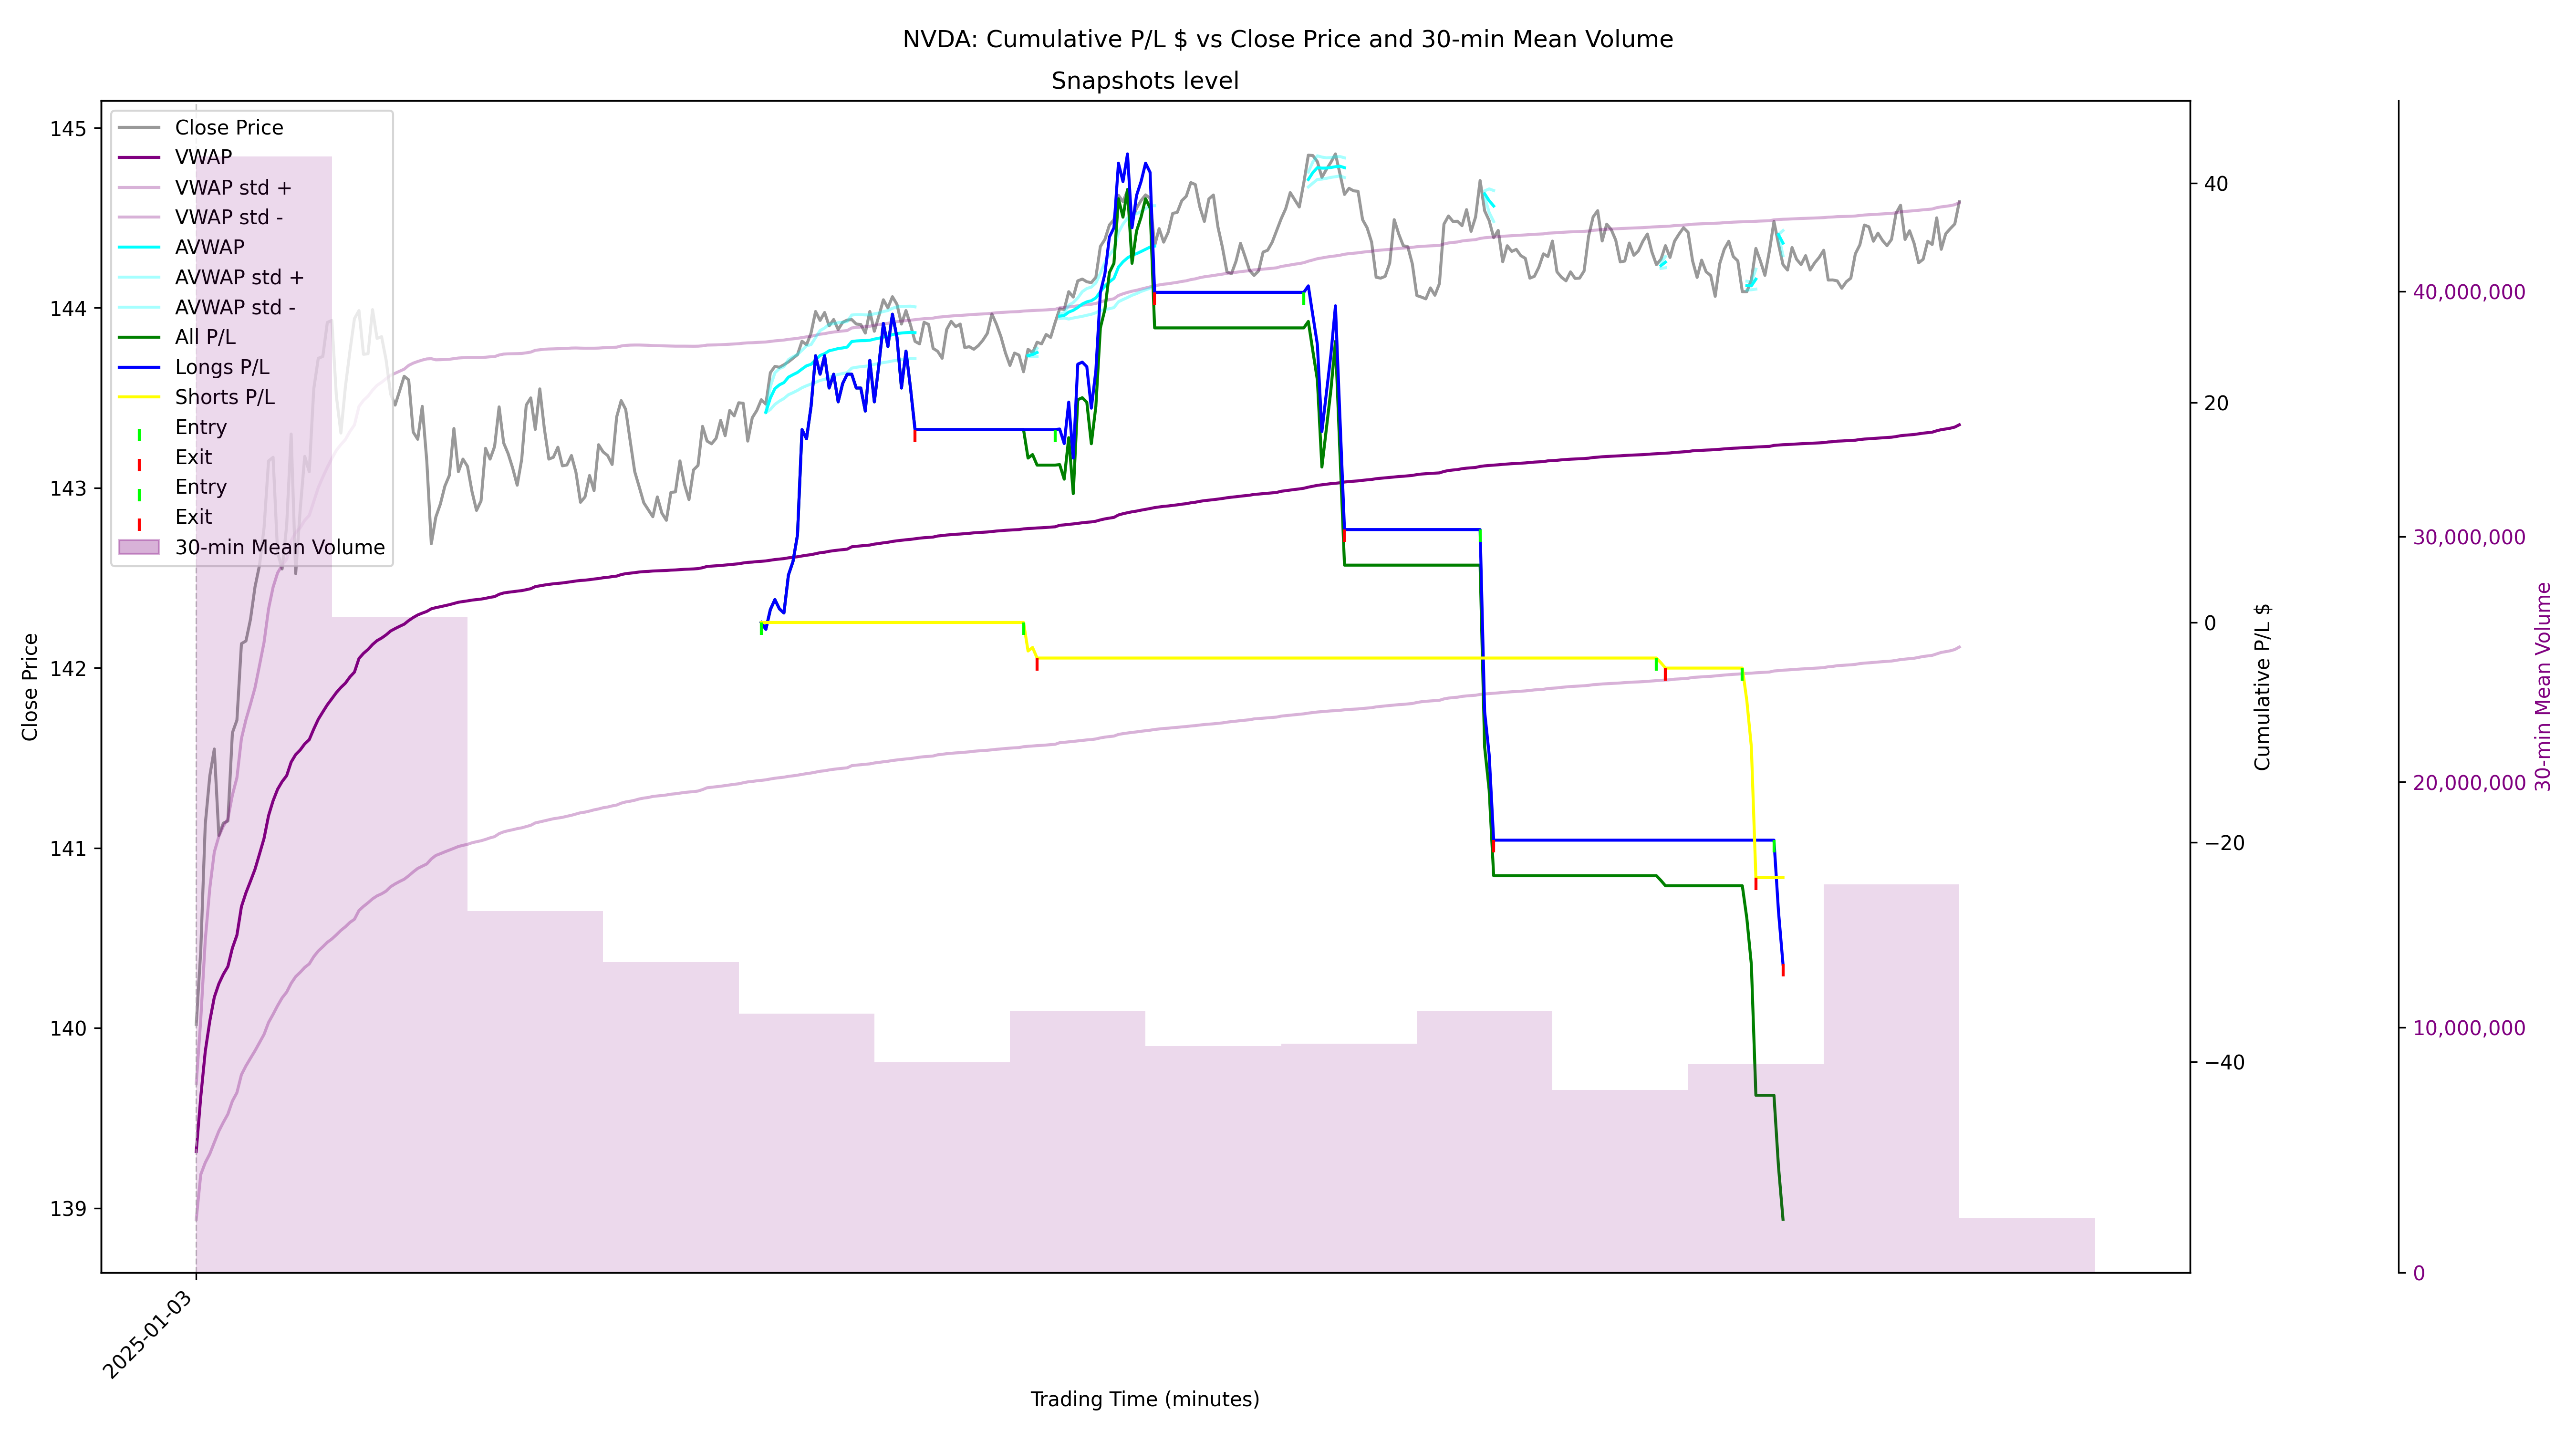 NVDA: Cumulative P/L $ vs Close Price and 30-min Mean Volume
Snapshots level
Close Price
VWAP
VWAP std +
VWAP std -
AVWAP
AVWAP std +
AVWAP std -
All P/L
Longs P/L
Shorts P/L
Entry
Exit
Entry
Exit
30-min Mean Volume
145
144
143
142
141
140
139
Close Price
40
20
0
−20
−40
Cumulative P/L $
40,000,000
30,000,000
20,000,000
10,000,000
0
30-min Mean Volume
2025-01-03
Trading Time (minutes)